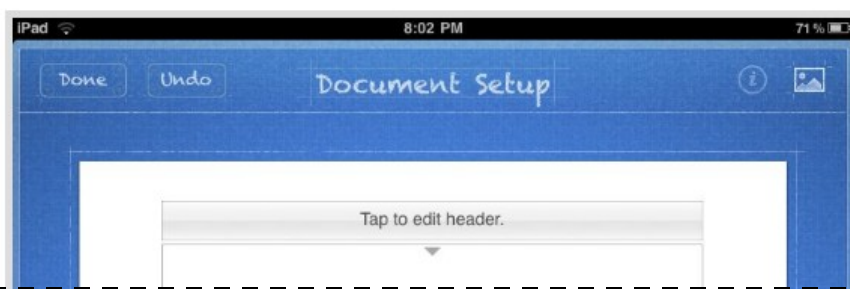 iPad 8:02 PM 71%
Done Undo Document Setup
Tap to edit header.